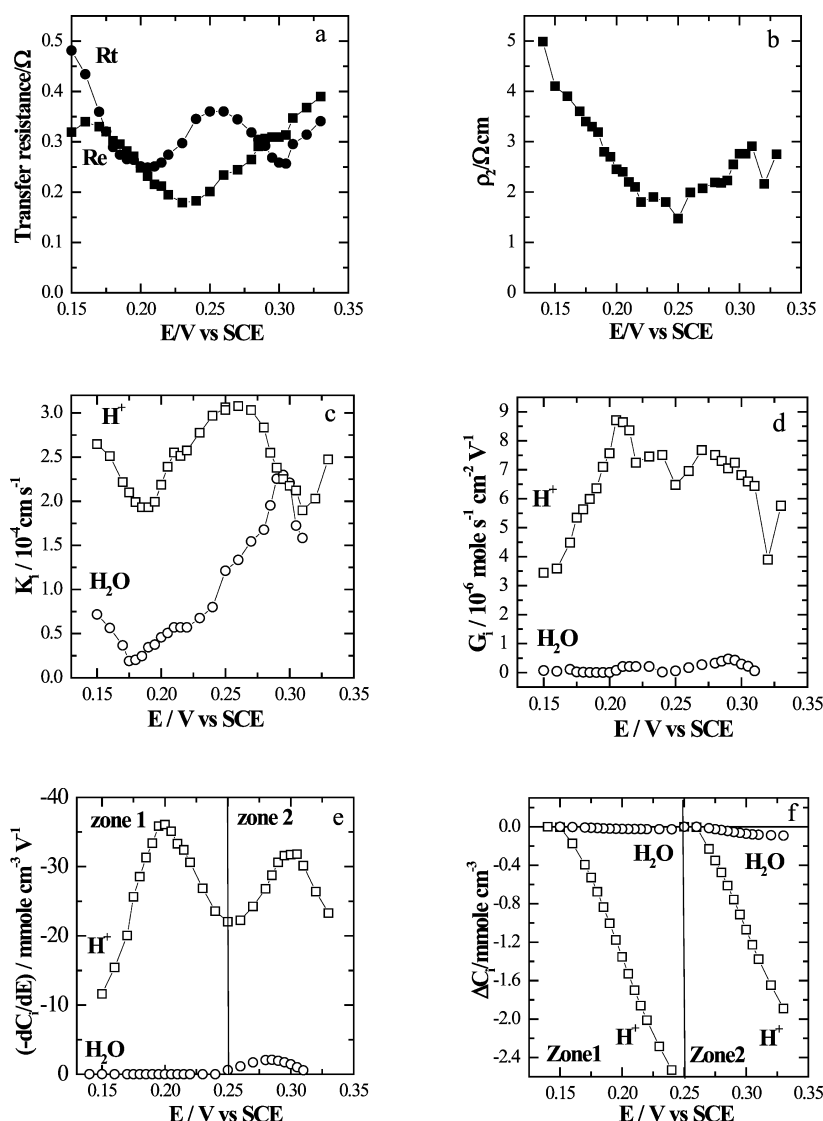 a
Rt
Re
Transfer resistance/Ω
0.5
0.4
0.3
0.2
0.1
0.0
0.15 0.20 0.25 0.30 0.35
E/V vs SCE
b
ρ2/Ωcm
5
4
3
2
1
0
0.15 0.20 0.25 0.30 0.35
E/V vs SCE
c
H+
H2O
Ki / 10-4cm s-1
3.0
2.5
2.0
1.5
1.0
0.5
0.0
0.15 0.20 0.25 0.30 0.35
E / V vs SCE
d
H+
H2O
Gi / 10-6 mole s-1 cm-2 V-1
9
8
7
6
5
4
3
2
1
0
0.15 0.20 0.25 0.30 0.35
E / V vs SCE
e
zone 1
zone 2
H+
H2O
(-dCi/dE) / mmole cm-3 V-1
-40
-30
-20
-10
0
0.15 0.20 0.25 0.30 0.35
E / V vs SCE
f
H2O
H2O
H+
H+
Zone1
Zone2
ΔCi/mmole cm-3
0.0
-0.4
-0.8
-1.2
-1.6
-2.0
-2.4
0.15 0.20 0.25 0.30 0.35
E / V vs SCE